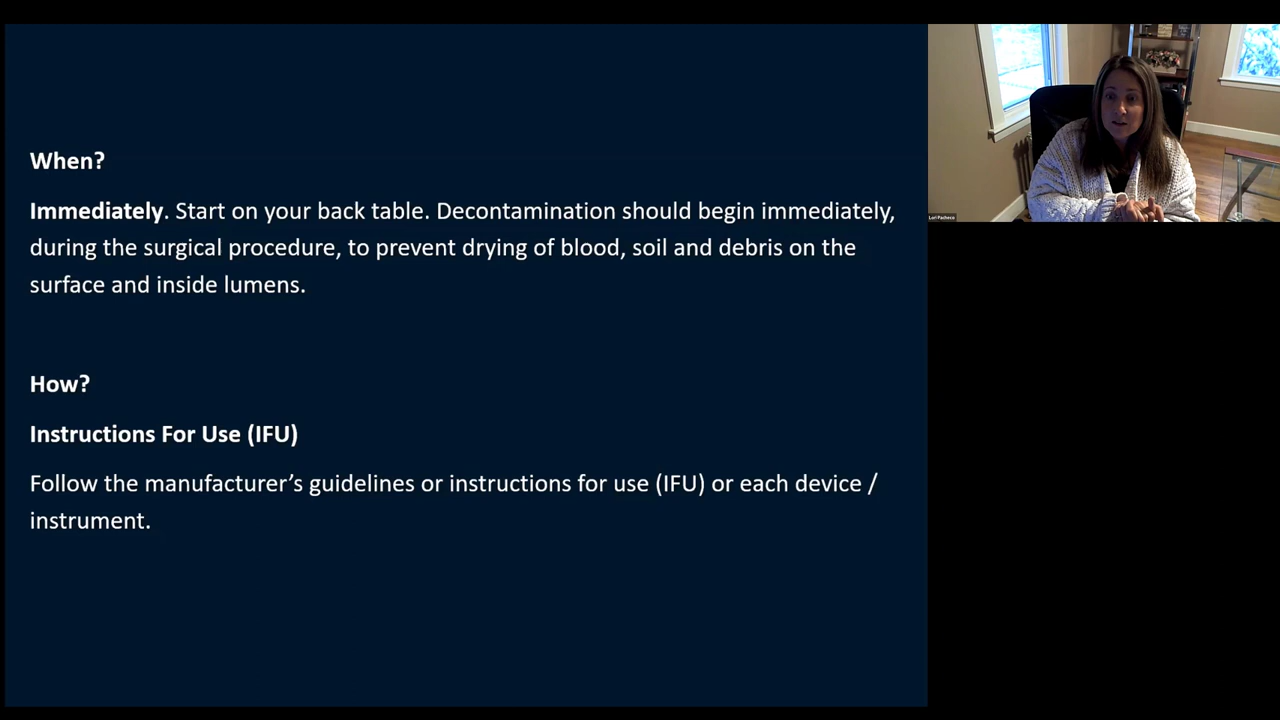 When?
Immediately. Start on your back table. Decontamination should begin immediately,
during the surgical procedure, to prevent drying of blood, soil and debris on the
surface and inside lumens.
How?
Instructions For Use (IFU)
Follow the manufacturer’s guidelines or instructions for use (IFU) or each device /
instrument.
Lori Pacheco